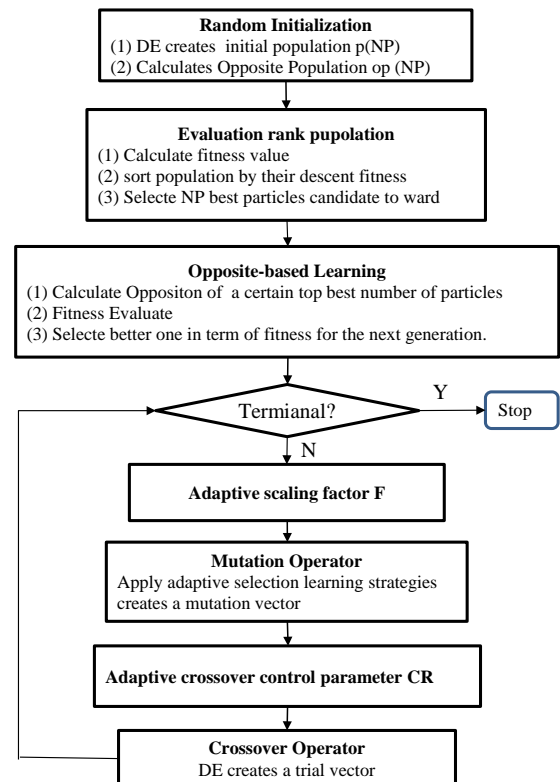 Random Initialization
(1) DE creates initial population p(NP)
(2) Calculates Opposite Population op (NP)
Evaluation rank pupolation
(1) Calculate fitness value
(2) sort population by their descent fitness
(3) Selecte NP best particles candidate to ward
Opposite-based Learning
(1) Calculate Oppositon of a certain top best number of particles
(2) Fitness Evaluate
(3) Selecte better one in term of fitness for the next generation.
Termianal?
Y
Stop
N
Adaptive scaling factor F
Mutation Operator
Apply adaptive selection learning strategies
creates a mutation vector
Adaptive crossover control parameter CR
Crossover Operator
DE creates a trial vector